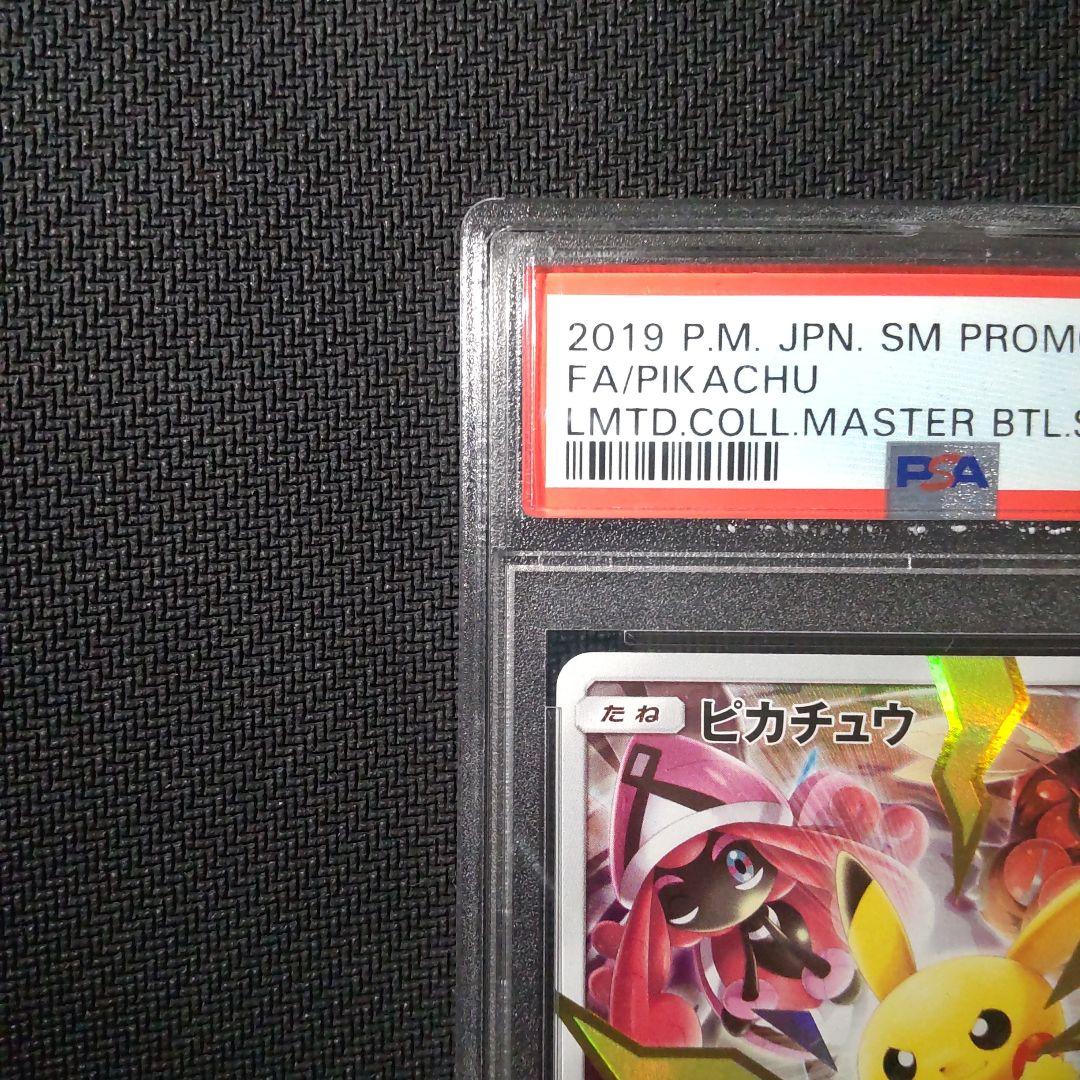 2019 P.M. JPN. SM PROMO
FA/PIKACHU
LMTD.COLL.MASTER BTL.S
PSA
たね ピカチュウ